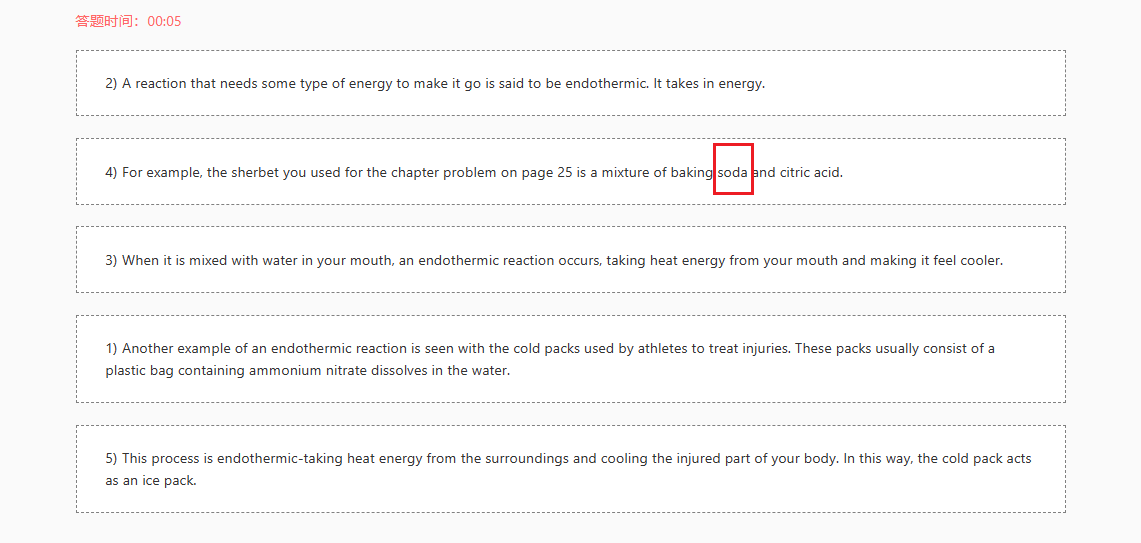 答题时间：00:05
2) A reaction that needs some type of energy to make it go is said to be endothermic. It takes in energy.
4) For example, the sherbet you used for the chapter problem on page 25 is a mixture of baking soda and citric acid.
3) When it is mixed with water in your mouth, an endothermic reaction occurs, taking heat energy from your mouth and making it feel cooler.
1) Another example of an endothermic reaction is seen with the cold packs used by athletes to treat injuries. These packs usually consist of a
plastic bag containing ammonium nitrate dissolves in the water.
5) This process is endothermic-taking heat energy from the surroundings and cooling the injured part of your body. In this way, the cold pack acts
as an ice pack.